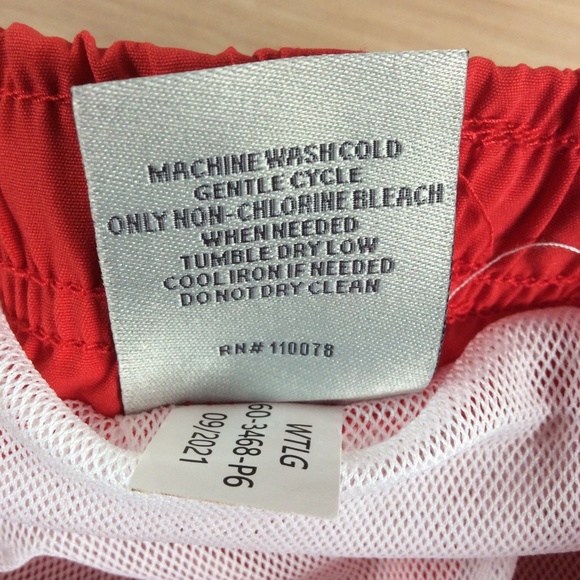 MACHINE WASH COLD
GENTLE CYCLE
ONLY NON-CHLORINE BLEACH
WHEN NEEDED
TUMBLE DRY LOW
COOL IRON IF NEEDED
DO NOT DRY CLEAN
RN# 110078
W7LG
60-3468-P6
09/2021